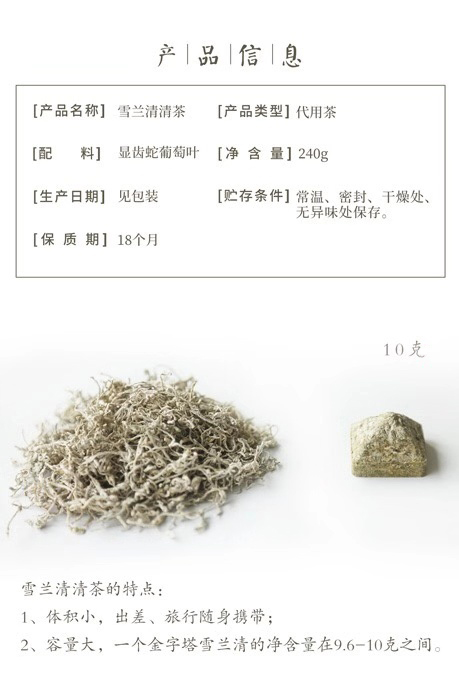 产品信息
[产品名称] 雪兰清清茶 [产品类型] 代用茶
[配 料] 显齿蛇葡萄叶 [净 含 量] 240g
[生产日期] 见包装 [贮存条件] 常温、密封、干燥处、
无异味处保存。
[保 质 期] 18个月
10克
雪兰清清茶的特点：
1、体积小，出差、旅行随身携带；
2、容量大，一个金字塔雪兰清的净含量在9.6-10克之间。